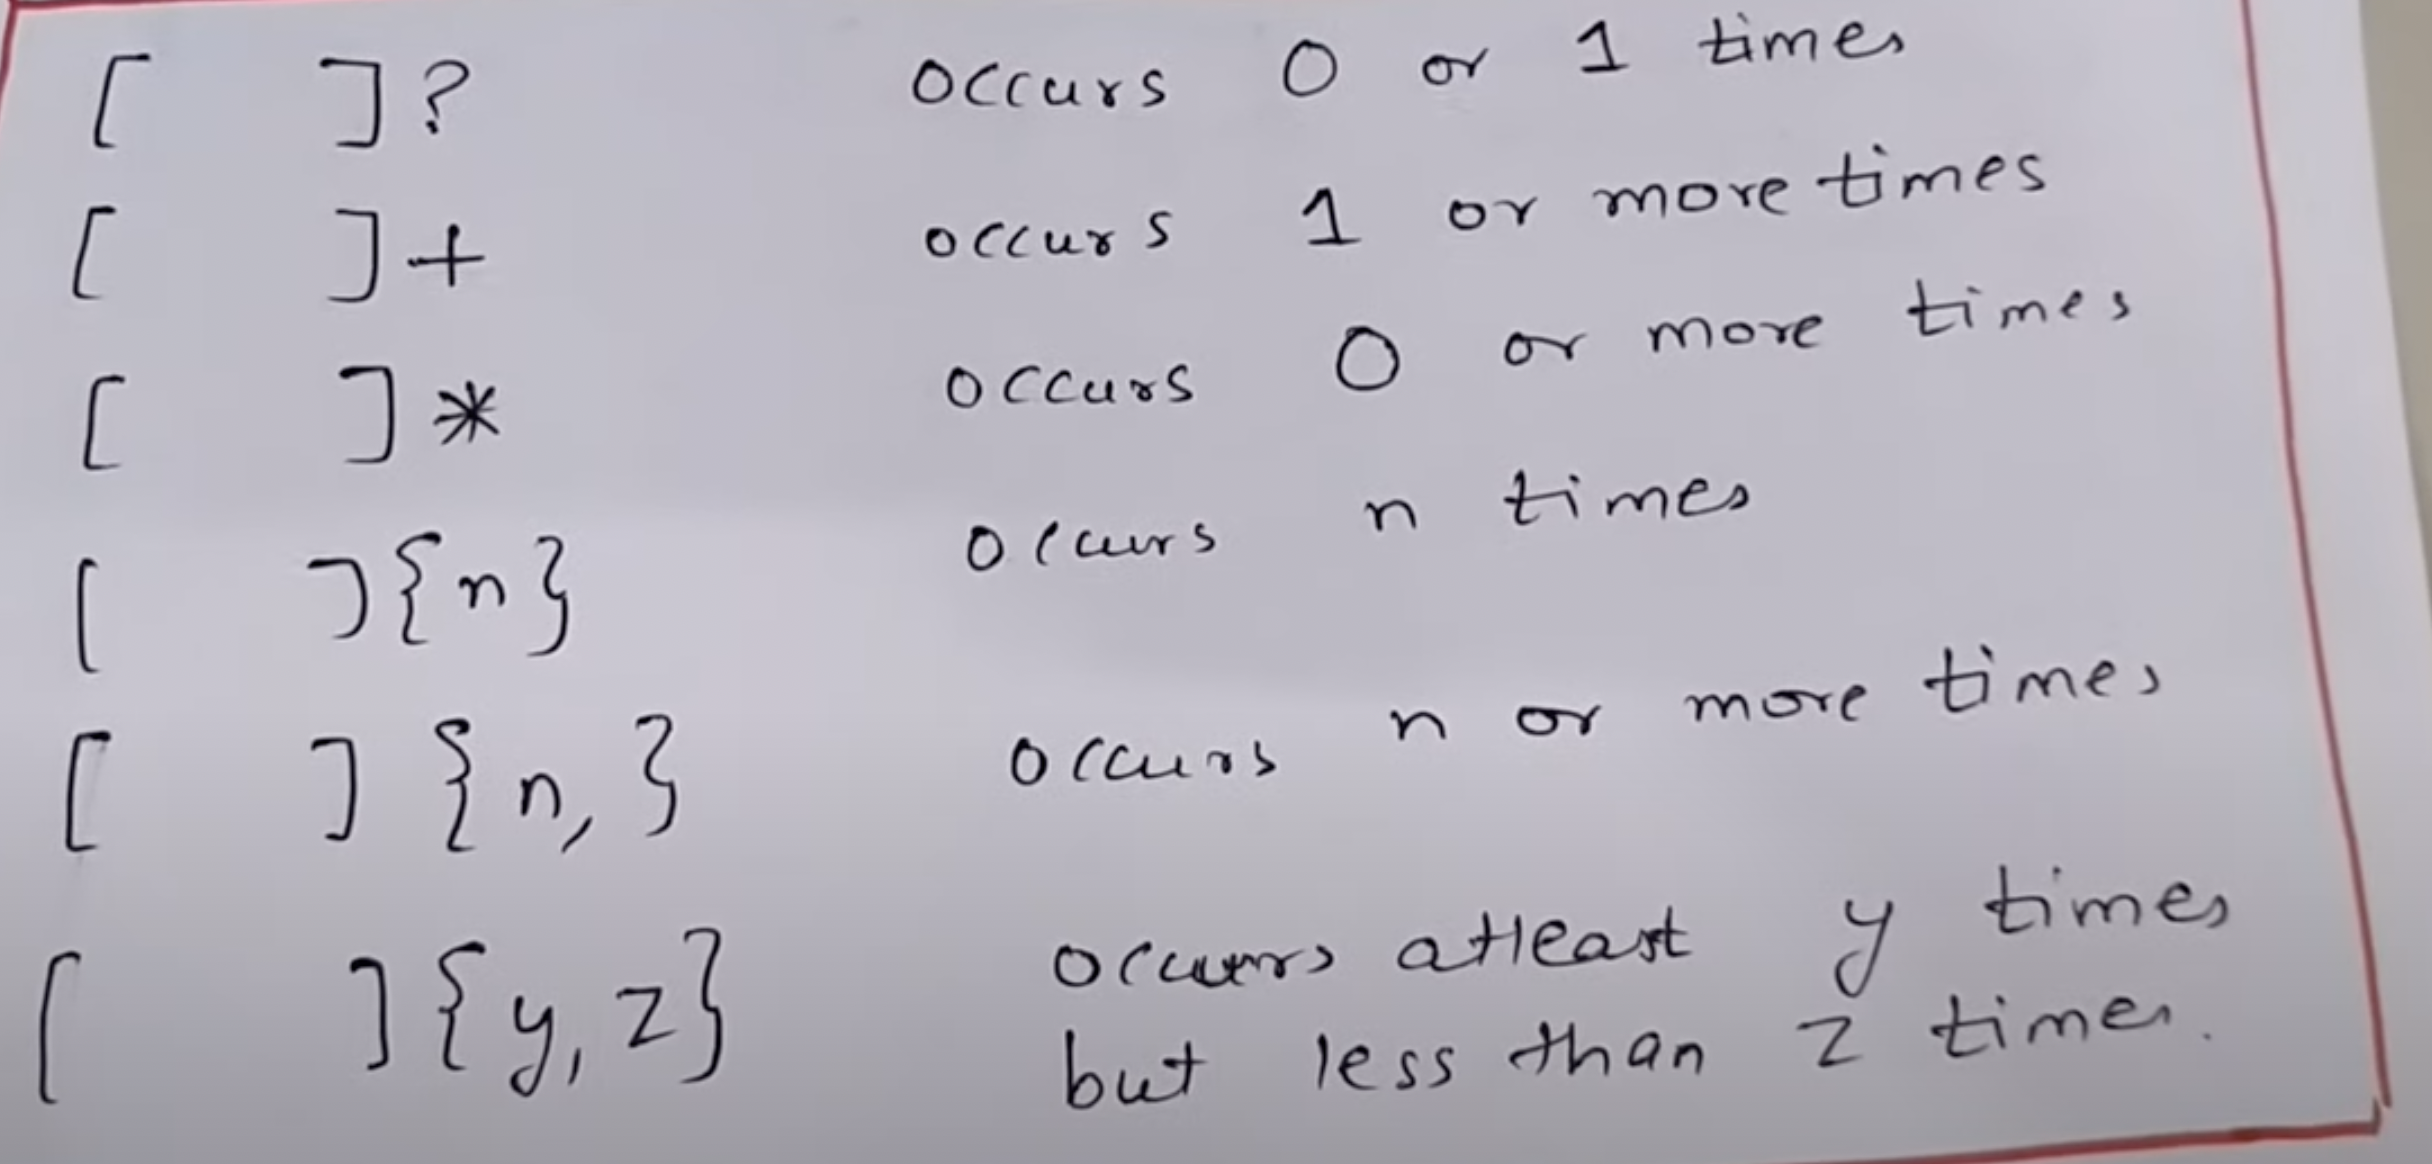 [ ]? occurs 0 or 1 times
[ ]+ occurs 1 or more times
[ ]* occurs 0 or more times
[ ]{n} occurs n times
[ ]{n,} occurs n or more times
[ ]{y,z} occurs atleast y times
but less than z times.